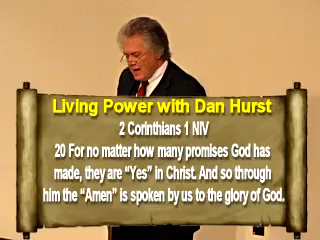 Living Power with Dan Hurst
2 Corinthians 1 NIV
20 For no matter how many promises God has
made, they are “Yes” in Christ. And so through
him the “Amen” is spoken by us to the glory of God.